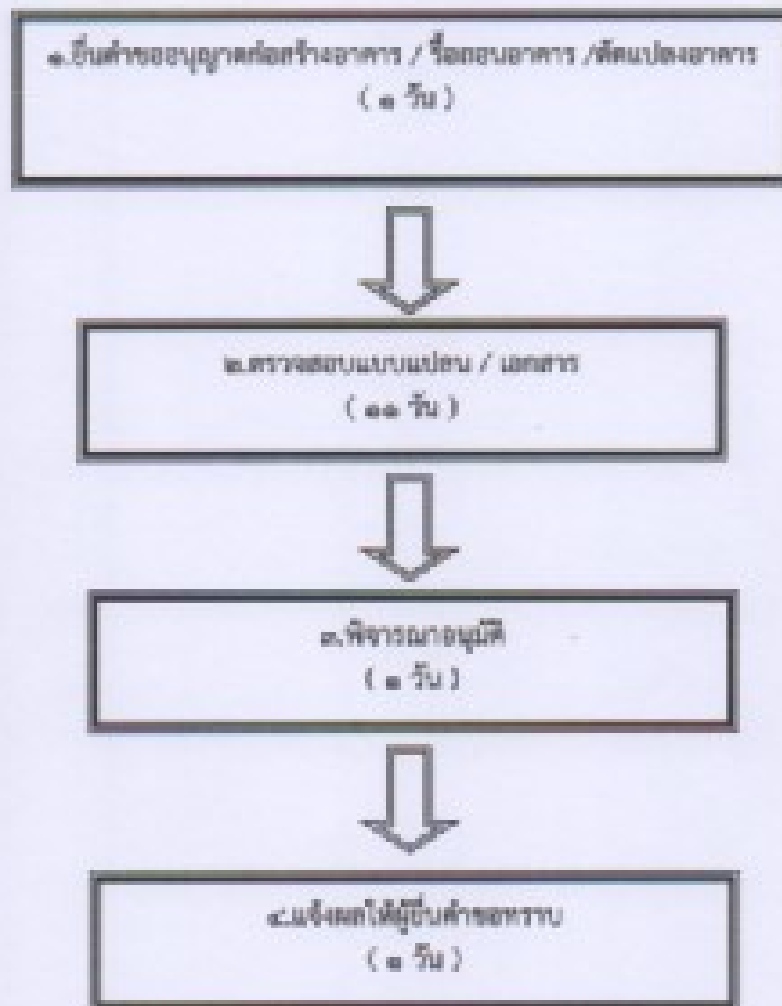 ๑.ยื่นคำขออนุญาตก่อสร้างอาคาร / รื้อถอนอาคาร /ดัดแปลงอาคาร
( ๑ วัน )
๒.ตรวจสอบแบบแปลน / เอกสาร
( ๑๑ วัน )
๓.พิจารณาอนุมัติ
( ๑ วัน )
๔.แจ้งผลให้ผู้ยื่นคำขอทราบ
( ๑ วัน )